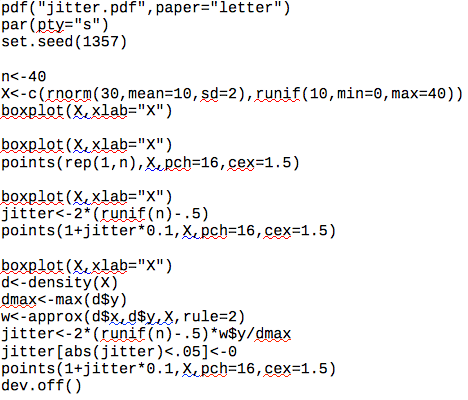 pdf("jitter.pdf",paper="letter")
par(pty="s")
set.seed(1357)
n<-40
X<-c(rnorm(30,mean=10,sd=2),runif(10,min=0,max=40))
boxplot(X,xlab="X")
boxplot(X,xlab="X")
points(rep(1,n),X,pch=16,cex=1.5)
boxplot(X,xlab="X")
jitter<-2*(runif(n)-.5)
points(1+jitter*0.1,X,pch=16,cex=1.5)
boxplot(X,xlab="X")
d<-density(X)
dmax<-max(d$y)
w<-approx(d$x,d$y,X,rule=2)
jitter<-2*(runif(n)-.5)*w$y/dmax
jitter[abs(jitter)<.05]<-0
points(1+jitter*0.1,X,pch=16,cex=1.5)
dev.off()